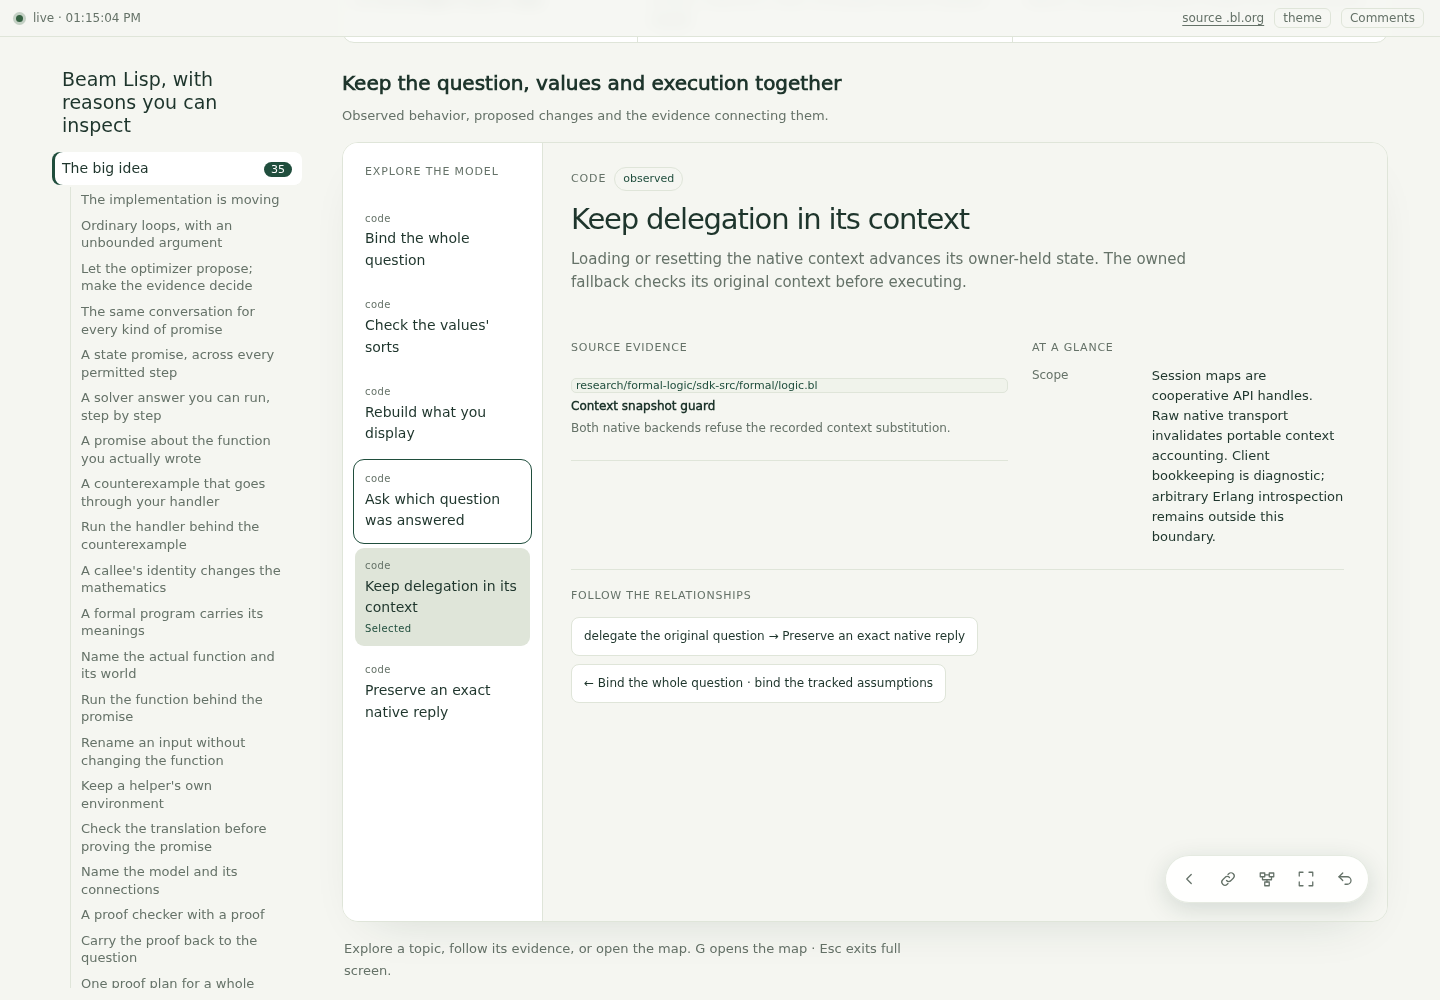 live · 01:15:04 PM
source .bl.org
theme
Comments
Beam Lisp, with
reasons you can
inspect
The big idea
35
The implementation is moving
Ordinary loops, with an
unbounded argument
Let the optimizer propose;
make the evidence decide
The same conversation for
every kind of promise
A state promise, across every
permitted step
A solver answer you can run,
step by step
A promise about the function
you actually wrote
A counterexample that goes
through your handler
Run the handler behind the
counterexample
A callee's identity changes the
mathematics
A formal program carries its
meanings
Name the actual function and
its world
Run the function behind the
promise
Rename an input without
changing the function
Keep a helper's own
environment
Check the translation before
proving the promise
Name the model and its
connections
A proof checker with a proof
Carry the proof back to the
question
One proof plan for a whole
Keep the question, values and execution together
Observed behavior, proposed changes and the evidence connecting them.
EXPLORE THE MODEL
code
Bind the whole
question
code
Check the values'
sorts
code
Rebuild what you
display
code
Ask which question
was answered
code
Keep delegation in its
context
Selected
code
Preserve an exact
native reply
CODE
observed
Keep delegation in its context
Loading or resetting the native context advances its owner-held state. The owned
fallback checks its original context before executing.
SOURCE EVIDENCE
research/formal-logic/sdk-src/formal/logic.bl
Context snapshot guard
Both native backends refuse the recorded context substitution.
AT A GLANCE
Scope
Session maps are
cooperative API handles.
Raw native transport
invalidates portable context
accounting. Client
bookkeeping is diagnostic;
arbitrary Erlang introspection
remains outside this
boundary.
FOLLOW THE RELATIONSHIPS
delegate the original question → Preserve an exact native reply
← Bind the whole question · bind the tracked assumptions
Explore a topic, follow its evidence, or open the map. G opens the map · Esc exits full
screen.